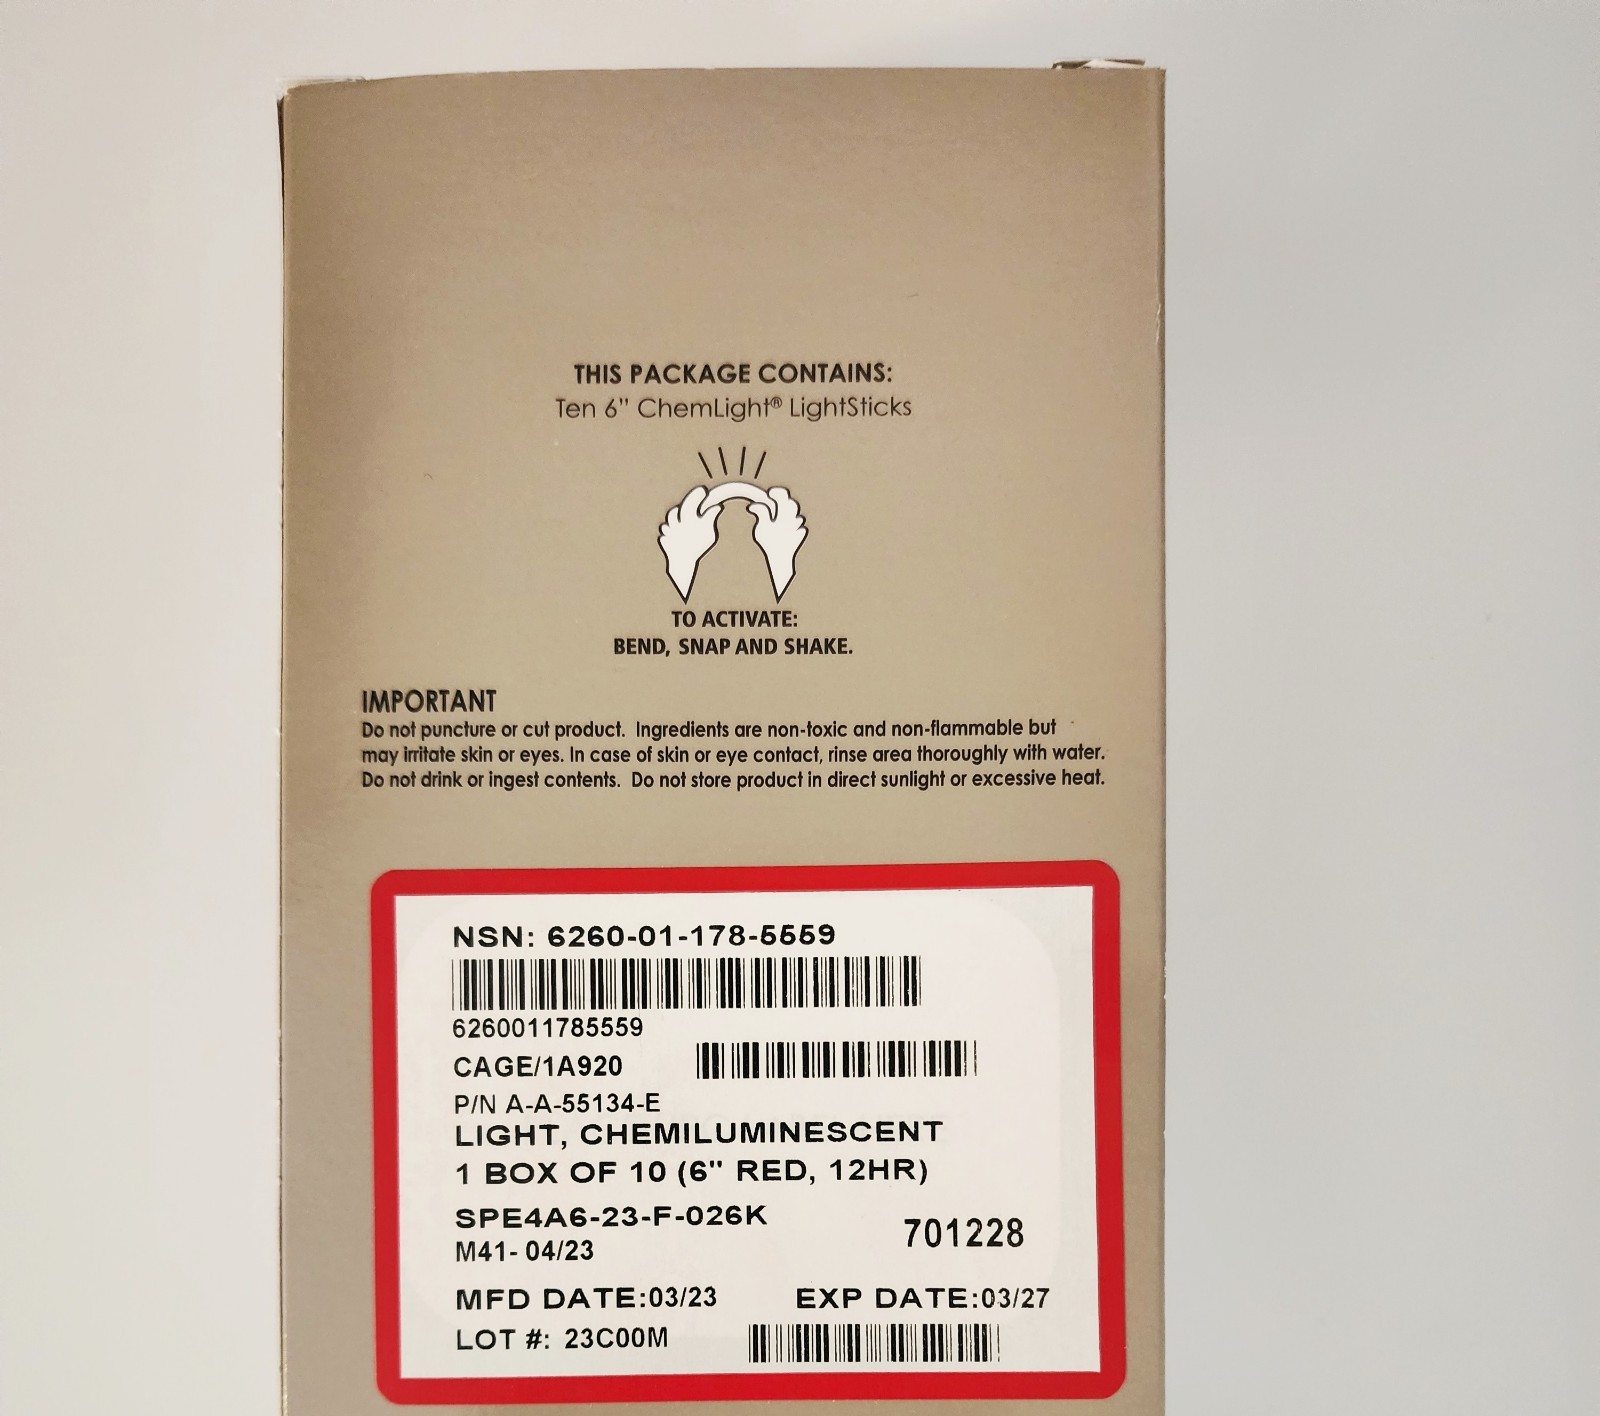 THIS PACKAGE CONTAINS:
Ten 6" ChemLight® LightSticks
TO ACTIVATE:
BEND, SNAP AND SHAKE.
IMPORTANT
Do not puncture or cut product. Ingredients are non-toxic and non-flammable but
may irritate skin or eyes. In case of skin or eye contact, rinse area thoroughly with water.
Do not drink or ingest contents. Do not store product in direct sunlight or excessive heat.
NSN: 6260-01-178-5559
6260011785559
CAGE/1A920
P/N A-A-55134-E
LIGHT, CHEMILUMINESCENT
1 BOX OF 10 (6" RED, 12HR)
SPE4A6-23-F-026K
701228
M41- 04/23
MFD DATE:03/23 EXP DATE:03/27
LOT #: 23C00M